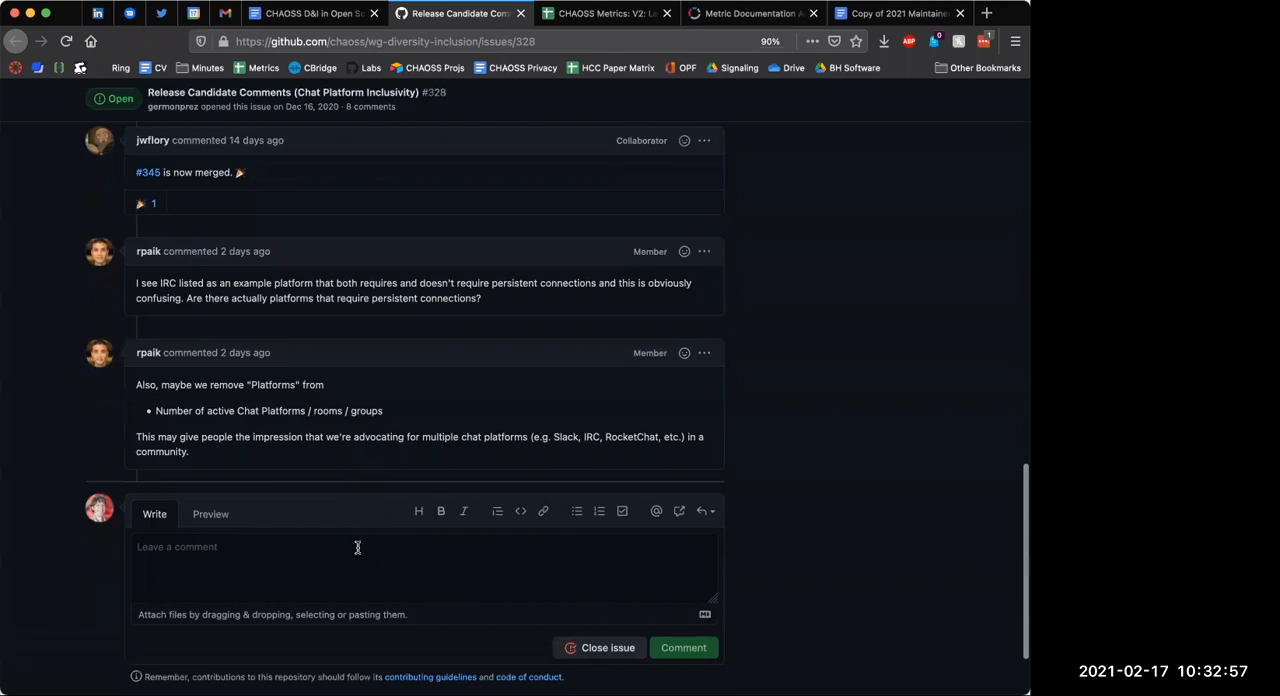 CHAOSS D&I in Open So
Release Candidate Com
CHAOSS Metrics: V2: Le
Metric Documentation A
Copy of 2021 Maintaine
https://github.com/chaoss/wg-diversity-inclusion/issues/328
90%
ABP
0
1
Ring
CV
Minutes
Metrics
CBridge
Labs
CHAOSS Projs
CHAOSS Privacy
HCC Paper Matrix
OPF
Signaling
Drive
BH Software
Other Bookmarks
Open
Release Candidate Comments (Chat Platform Inclusivity) #328
germonprez opened this issue on Dec 16, 2020 · 8 comments
jwflory commented 14 days ago
Collaborator
#345 is now merged. 🎉
🎉 1
rpaik commented 2 days ago
Member
I see IRC listed as an example platform that both requires and doesn't require persistent connections and this is obviously
confusing. Are there actually platforms that require persistent connections?
rpaik commented 2 days ago
Member
Also, maybe we remove "Platforms" from
• Number of active Chat Platforms / rooms / groups
This may give people the impression that we're advocating for multiple chat platforms (e.g. Slack, IRC, RocketChat, etc.) in a
community.
Write
Preview
Leave a comment
Attach files by dragging & dropping, selecting or pasting them.
Close issue
Comment
Remember, contributions to this repository should follow its contributing guidelines and code of conduct.
2021-02-17 10:32:57